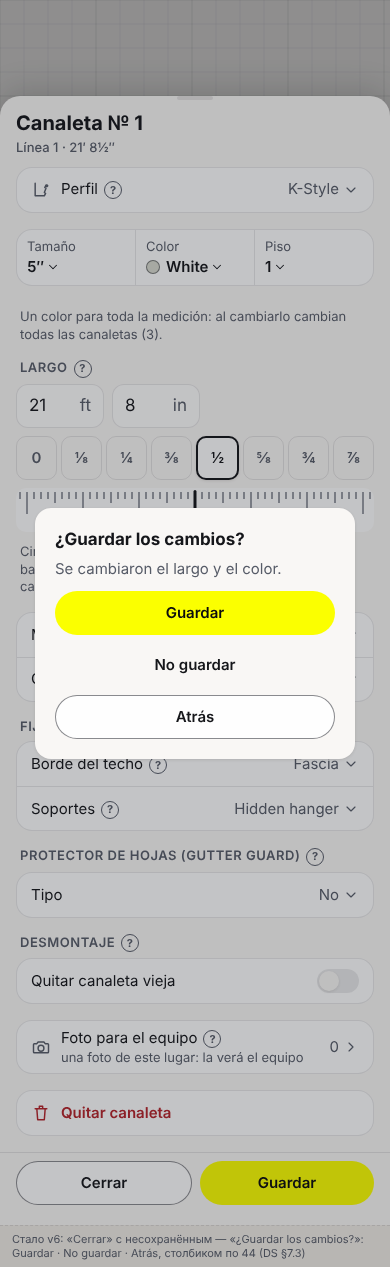 Canaleta № 1
Línea 1 · 21′ 8½″
Perfil ? K-Style
Tamaño Color Piso
5″ White 1
Un color para toda la medición: al cambiarlo cambian
todas las canaletas (3).
LARGO ?
21 ft 8 in
0 ⅛ ¼ ⅜ ½ ⅝ ¾ ⅞
¿Guardar los cambios?
Se cambiaron el largo y el color.
Guardar
No guardar
Atrás
Borde del techo ? Fascia
Soportes ? Hidden hanger
PROTECTOR DE HOJAS (GUTTER GUARD) ?
Tipo No
DESMONTAJE ?
Quitar canaleta vieja
Foto para el equipo ? 0
una foto de este lugar: la verá el equipo
Quitar canaleta
Cerrar Guardar
Стало v6: «Cerrar» с несохранённым — «¿Guardar los cambios?»:
Guardar · No guardar · Atrás, столбиком по 44 (DS §7.3)